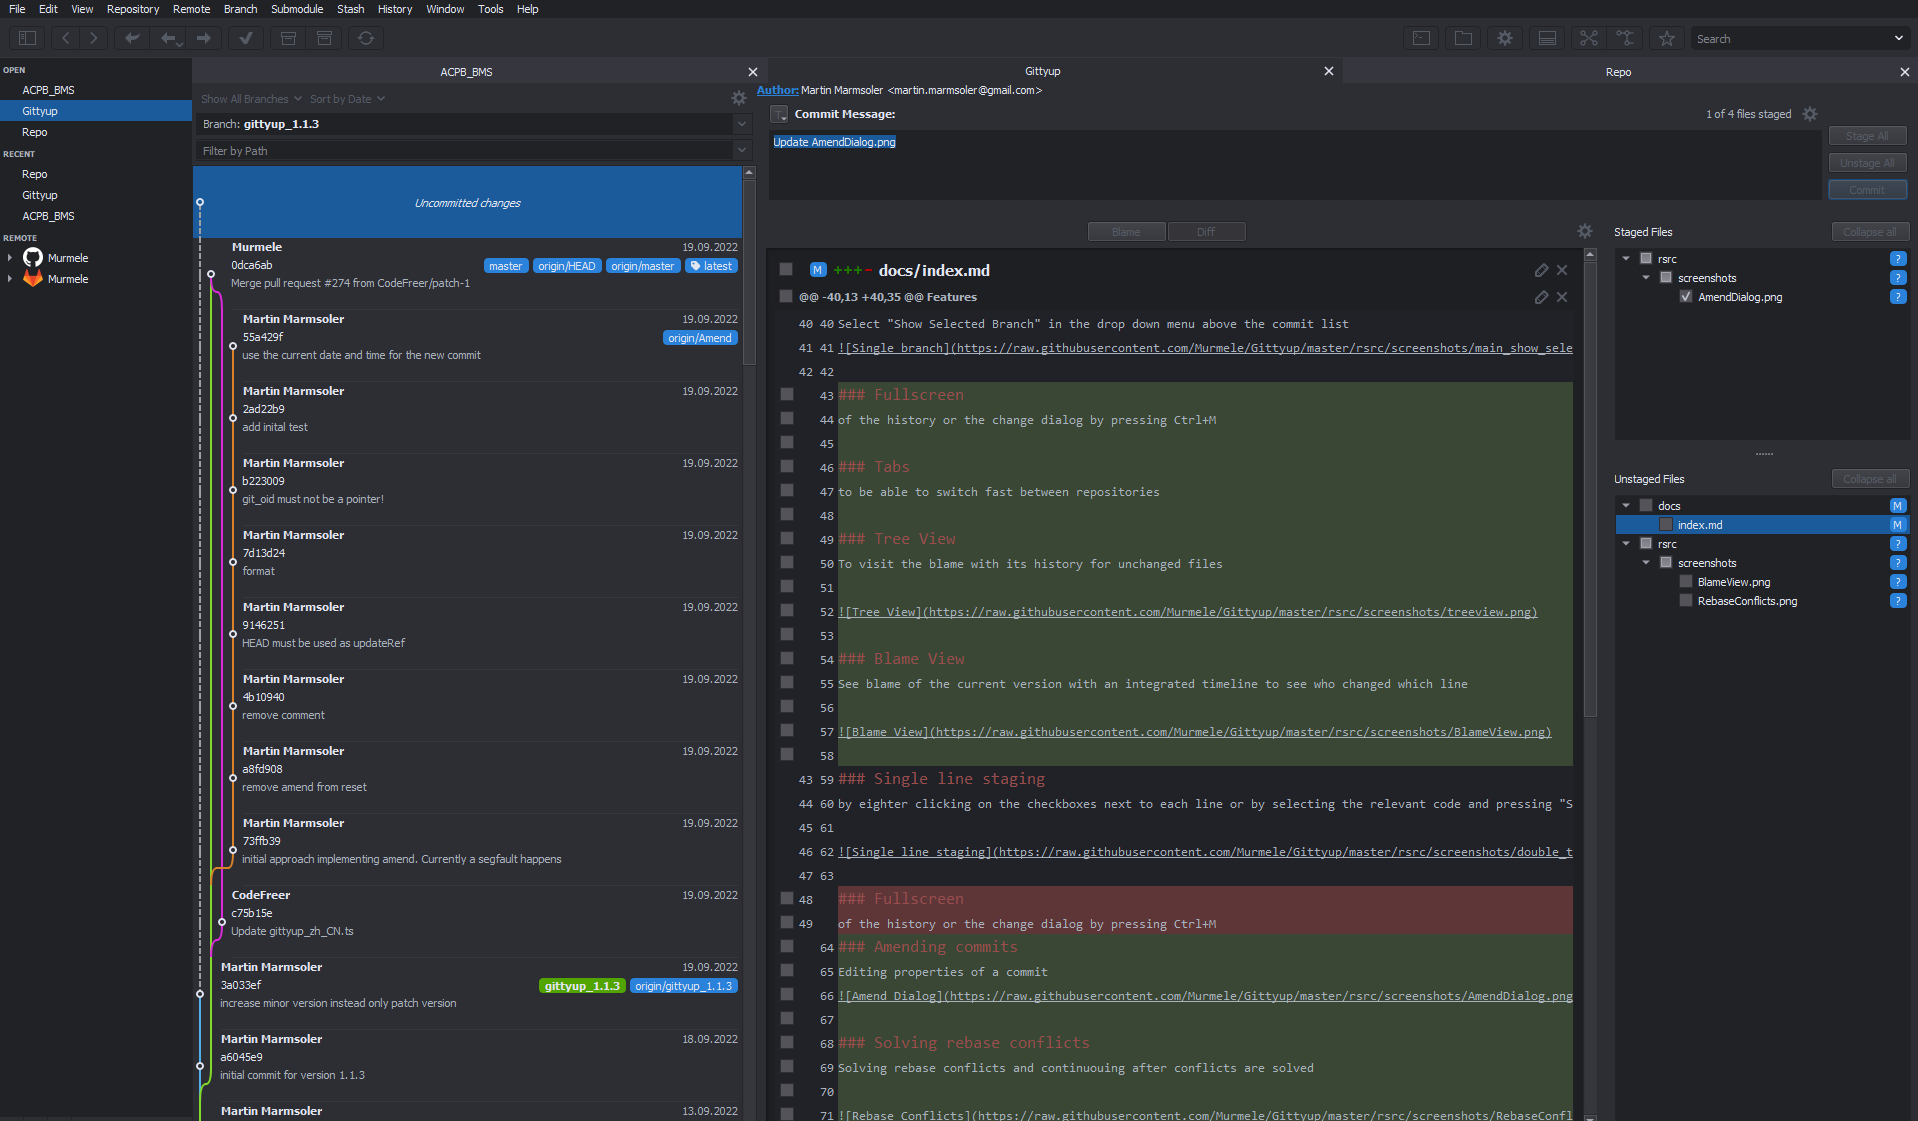 File Edit View Repository Remote Branch Submodule Stash History Window Tools Help
Search
OPEN
ACPB_BMS
Gittyup
Repo
RECENT
Repo
Gittyup
ACPB_BMS
REMOTE
Murmele
Murmele
ACPB_BMS
Gittyup
Repo
Show All Branches
Sort by Date
Branch: gittyup_1.1.3
Filter by Path
Uncommitted changes
Murmele 19.09.2022
0dca6ab master origin/HEAD origin/master latest
Merge pull request #274 from CodeFreer/patch-1
Martin Marmsoler 19.09.2022
55a429f origin/Amend
use the current date and time for the new commit
Martin Marmsoler 19.09.2022
2ad22b9
add inital test
Martin Marmsoler 19.09.2022
b223009
git_oid must not be a pointer!
Martin Marmsoler 19.09.2022
7d13d24
format
Martin Marmsoler 19.09.2022
9146251
HEAD must be used as updateRef
Martin Marmsoler 19.09.2022
4b10940
remove comment
Martin Marmsoler 19.09.2022
a8fd908
remove amend from reset
Martin Marmsoler 19.09.2022
73ffb39
initial approach implementing amend. Currently a segfault happens
CodeFreer 19.09.2022
c75b15e
Update gittyup_zh_CN.ts
Martin Marmsoler 19.09.2022
3a033ef gittyup_1.1.3 origin/gittyup_1.1.3
increase minor version instead only patch version
Martin Marmsoler 18.09.2022
a6045e9
initial commit for version 1.1.3
Martin Marmsoler 13.09.2022
Author: Martin Marmsoler <martin.marmsoler@gmail.com>
Commit Message:
1 of 4 files staged
Update AmendDialog.png
Stage All
Unstage All
Commit
Blame Diff
M +++- docs/index.md
@@ -40,13 +40,35 @@ Features
40 40 Select "Show Selected Branch" in the drop down menu above the commit list
41 41 ![Single branch](https://raw.githubusercontent.com/Murmele/Gittyup/master/rsrc/screenshots/main_show_sele
42 42
43 ### Fullscreen
44 of the history or the change dialog by pressing Ctrl+M
45
46 ### Tabs
47 to be able to switch fast between repositories
48
49 ### Tree View
50 To visit the blame with its history for unchanged files
51
52 ![Tree View](https://raw.githubusercontent.com/Murmele/Gittyup/master/rsrc/screenshots/treeview.png)
53
54 ### Blame View
55 See blame of the current version with an integrated timeline to see who changed which line
56
57 ![Blame View](https://raw.githubusercontent.com/Murmele/Gittyup/master/rsrc/screenshots/BlameView.png)
58
43 59 ### Single line staging
44 60 by eighter clicking on the checkboxes next to each line or by selecting the relevant code and pressing "S
45 61
46 62 ![Single line staging](https://raw.githubusercontent.com/Murmele/Gittyup/master/rsrc/screenshots/double_t
47 63
48 ### Fullscreen
49 of the history or the change dialog by pressing Ctrl+M
64 ### Amending commits
65 Editing properties of a commit
66 ![Amend Dialog](https://raw.githubusercontent.com/Murmele/Gittyup/master/rsrc/screenshots/AmendDialog.png
67
68 ### Solving rebase conflicts
69 Solving rebase conflicts and continuouing after conflicts are solved
70
71 ![Rebase Conflicts](https://raw.githubusercontent.com/Murmele/Gittyup/master/rsrc/screenshots/RebaseConfl
Staged Files
Collapse all
rsrc ?
screenshots ?
AmendDialog.png ?
Unstaged Files
Collapse all
docs M
index.md M
rsrc ?
screenshots ?
BlameView.png ?
RebaseConflicts.png ?